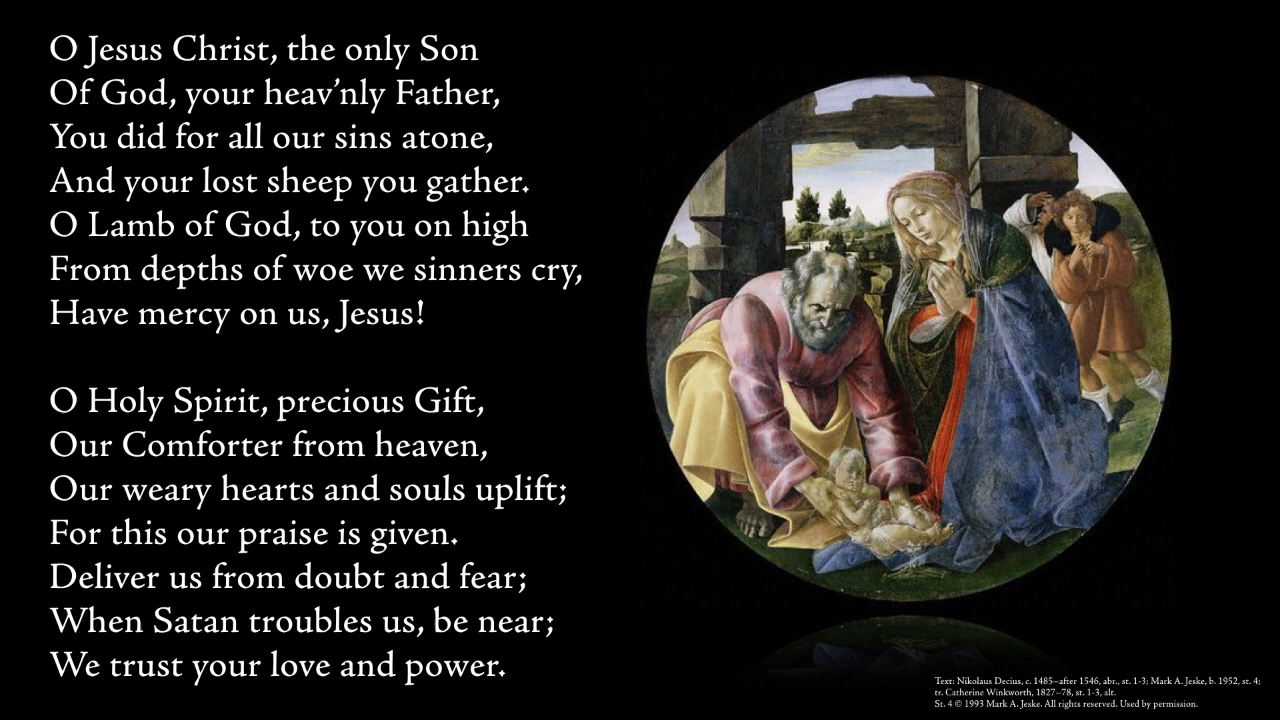 O Jesus Christ, the only Son
Of God, your heav’nly Father,
You did for all our sins atone,
And your lost sheep you gather.
O Lamb of God, to you on high
From depths of woe we sinners cry,
Have mercy on us, Jesus!
O Holy Spirit, precious Gift,
Our Comforter from heaven,
Our weary hearts and souls uplift;
For this our praise is given.
Deliver us from doubt and fear;
When Satan troubles us, be near;
We trust your love and power.
Text: Nikolaus Decius, c. 1485–after 1546, abr., st. 1-3; Mark A. Jeske, b. 1952, st. 4;
tr. Catherine Winkworth, 1827–78, st. 1-3, alt.
St. 4 © 1993 Mark A. Jeske. All rights reserved. Used by permission.